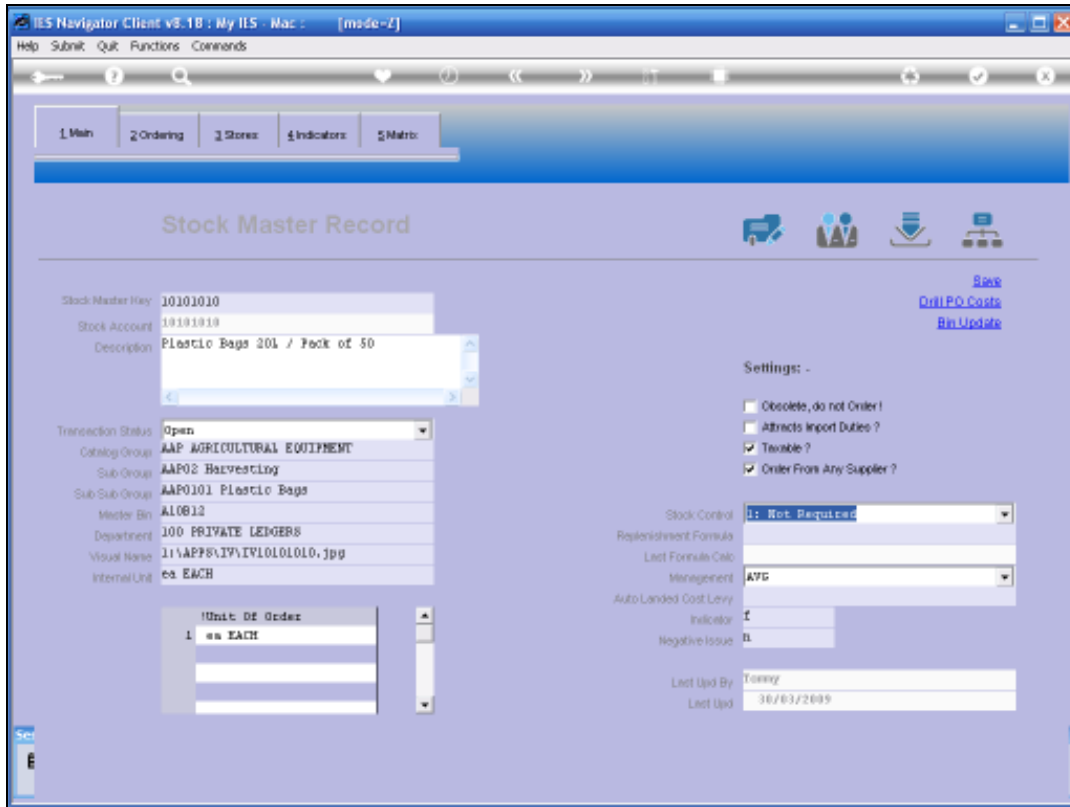 IES Navigator Client v8.1B : My IES - Mac : [mode=Z]
Help Submit Quit Functions Commands
1 Main 2 Ordering 3 Stores 4 Indicators 5 Matrix
Stock Master Record
Save
Drill PO Costs
Bin Update
Stock Master Key 10101010
Stock Account 10101010
Description Plastic Bags 20L / Pack of 50
Settings: -
Obsolete, do not Order !
Attracts Import Duties ?
Taxable ?
Order From Any Supplier ?
Transaction Status Open
Catalog Group AAP AGRICULTURAL EQUIPMENT
Sub Group AAP02 Harvesting
Sub Sub Group AAP0101 Plastic Bags
Master Bin A10B12
Department 100 PRIVATE LEDGERS
Visual Name 1:\APPS\IV\IV10101010.jpg
Internal Unit ea EACH
Stock Control 1: Not Required
Replenishment Formula
Last Formula Calc
Management AVG
Auto Landed Cost Levy
Indicator f
Negative Issue n
!Unit Of Order
1 ea EACH
Last Upd By Tommy
Last Upd 30/03/2009